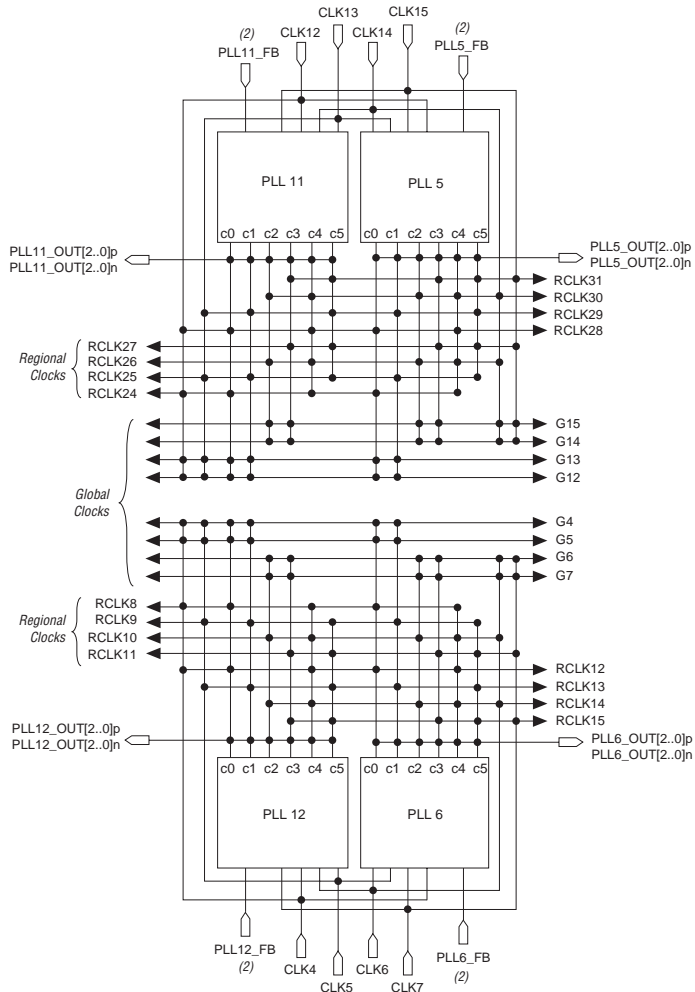 CLK13 CLK15
(2) CLK12 CLK14 (2)
PLL11_FB PLL5_FB
PLL 11 PLL 5
c0 c1 c2 c3 c4 c5 c0 c1 c2 c3 c4 c5
PLL11_OUT[2..0]p PLL5_OUT[2..0]p
PLL11_OUT[2..0]n PLL5_OUT[2..0]n
RCLK31
RCLK30
RCLK29
RCLK28
RCLK27
Regional RCLK26
Clocks RCLK25
RCLK24
G15
G14
G13
G12
Global
Clocks
G4
G5
G6
G7
RCLK8
Regional RCLK9
Clocks RCLK10
RCLK11
RCLK12
RCLK13
RCLK14
RCLK15
PLL12_OUT[2..0]p PLL6_OUT[2..0]p
PLL12_OUT[2..0]n PLL6_OUT[2..0]n
c0 c1 c2 c3 c4 c5 c0 c1 c2 c3 c4 c5
PLL 12 PLL 6
PLL12_FB PLL6_FB
(2) CLK4 CLK6 (2)
CLK5 CLK7